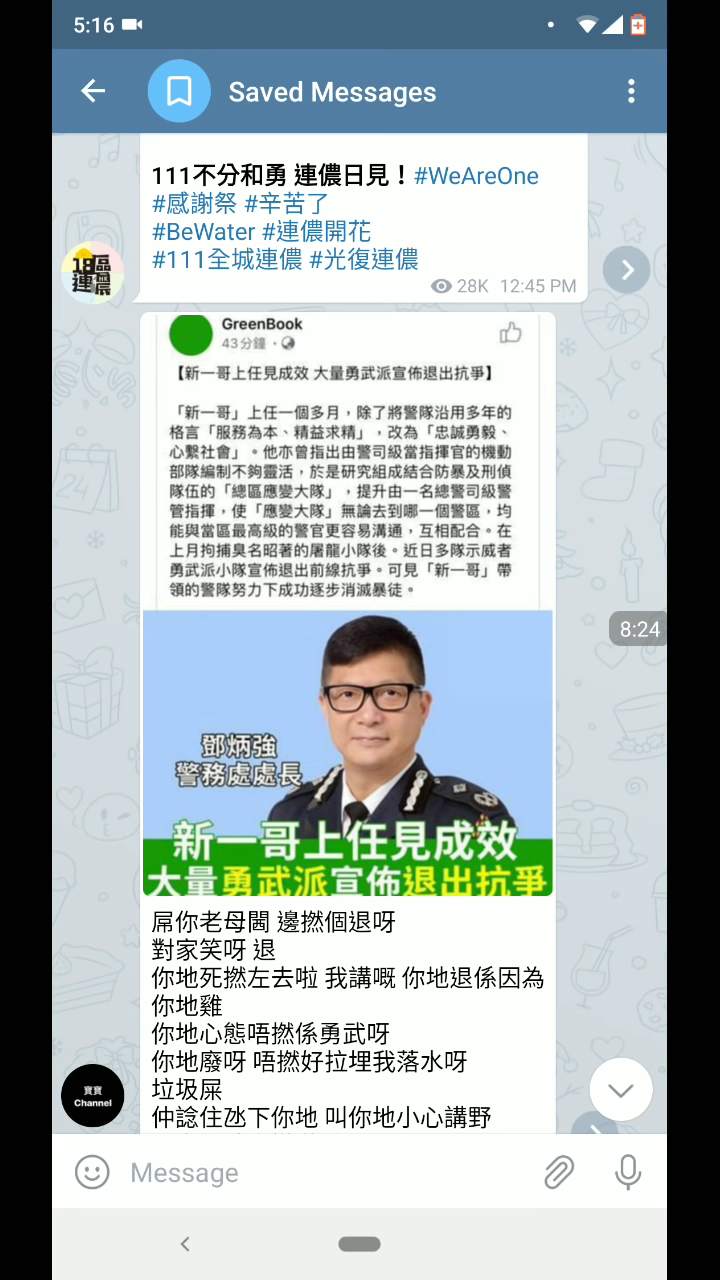 5:16
Saved Messages
111不分和勇 連儂日見！#WeAreOne
#感謝祭 #辛苦了
#BeWater #連儂開花
#111全城連儂 #光復連儂
28K 12:45 PM
18區
連儂
GreenBook
43分鐘
【新一哥上任見成效 大量勇武派宣佈退出抗爭】
「新一哥」上任一個多月，除了將警隊沿用多年的
格言「服務為本、精益求精」，改為「忠誠勇毅、
心繫社會」。他亦曾指出由警司級當指揮官的機動
部隊編制不夠靈活，於是研究組成結合防暴及刑偵
隊伍的「總區應變大隊」，提升由一名總警司級警
管指揮，使「應變大隊」無論去到哪一個警區，均
能與當區最高級的警官更容易溝通，互相配合。在
上月拘捕臭名昭著的屠龍小隊後。近日多隊示威者
勇武派小隊宣佈退出前線抗爭。可見「新一哥」帶
領的警隊努力下成功逐步消滅暴徒。
8:24
鄧炳強
警務處處長
新一哥上任見成效
大量勇武派宣佈退出抗爭
屌你老母閪 邊撚個退呀
對家笑呀 退
你地死撚左去啦 我講嘅 你地退係因為
你地雞
你地心態唔撚係勇武呀
你地廢呀 唔撚好拉埋我落水呀
垃圾屎
仲諗住氹下你地 叫你地小心講野
寶寶
Channel
Message